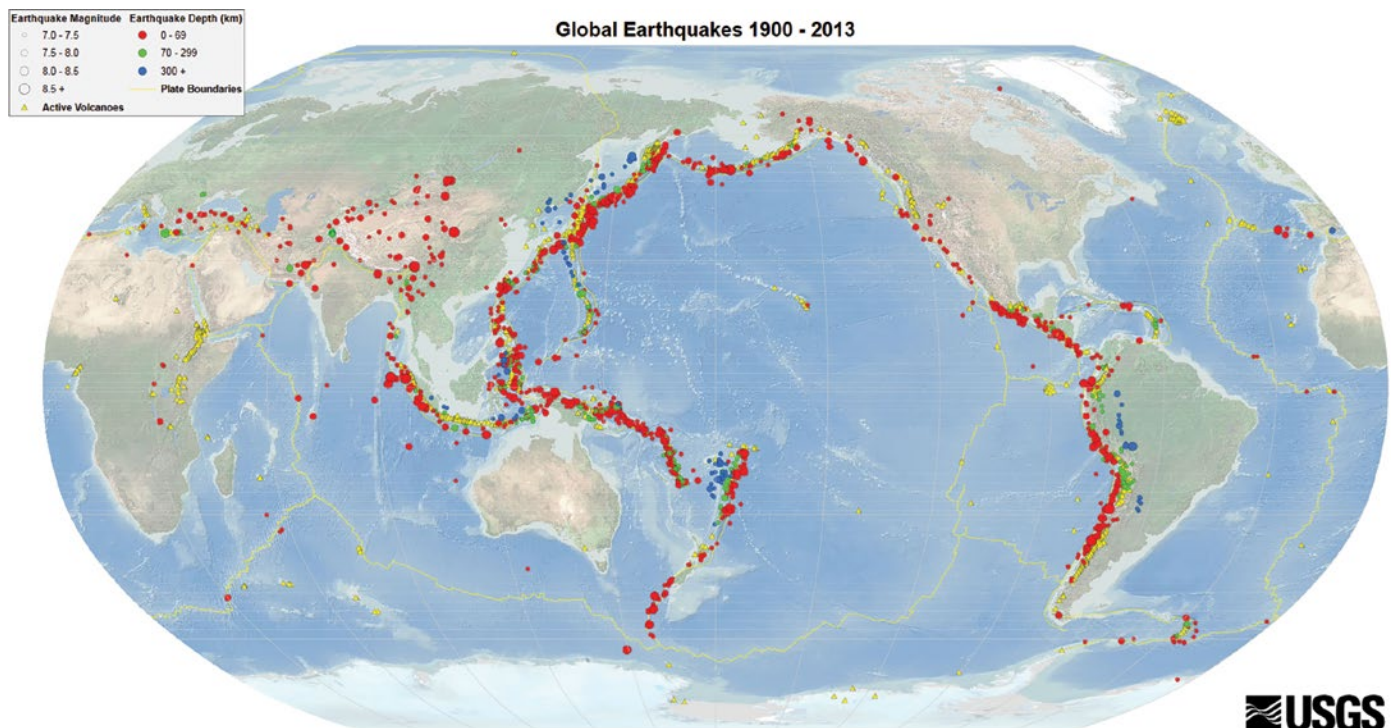 Global Earthquakes 1900 - 2013
Earthquake Magnitude
7.0 - 7.5
7.5 - 8.0
8.0 - 8.5
8.5 +
Active Volcanoes
Earthquake Depth (km)
0 - 69
70 - 299
300 +
Plate Boundaries
USGS